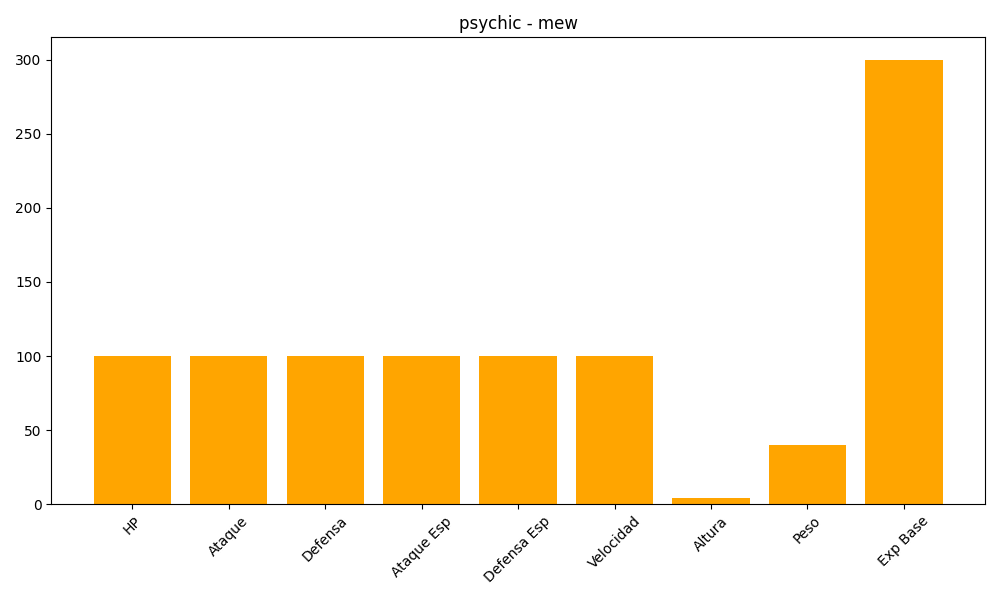 psychic - mew
300
250
200
150
100
50
0
HP
Ataque
Defensa
Ataque Esp
Defensa Esp
Velocidad
Altura
Peso
Exp Base